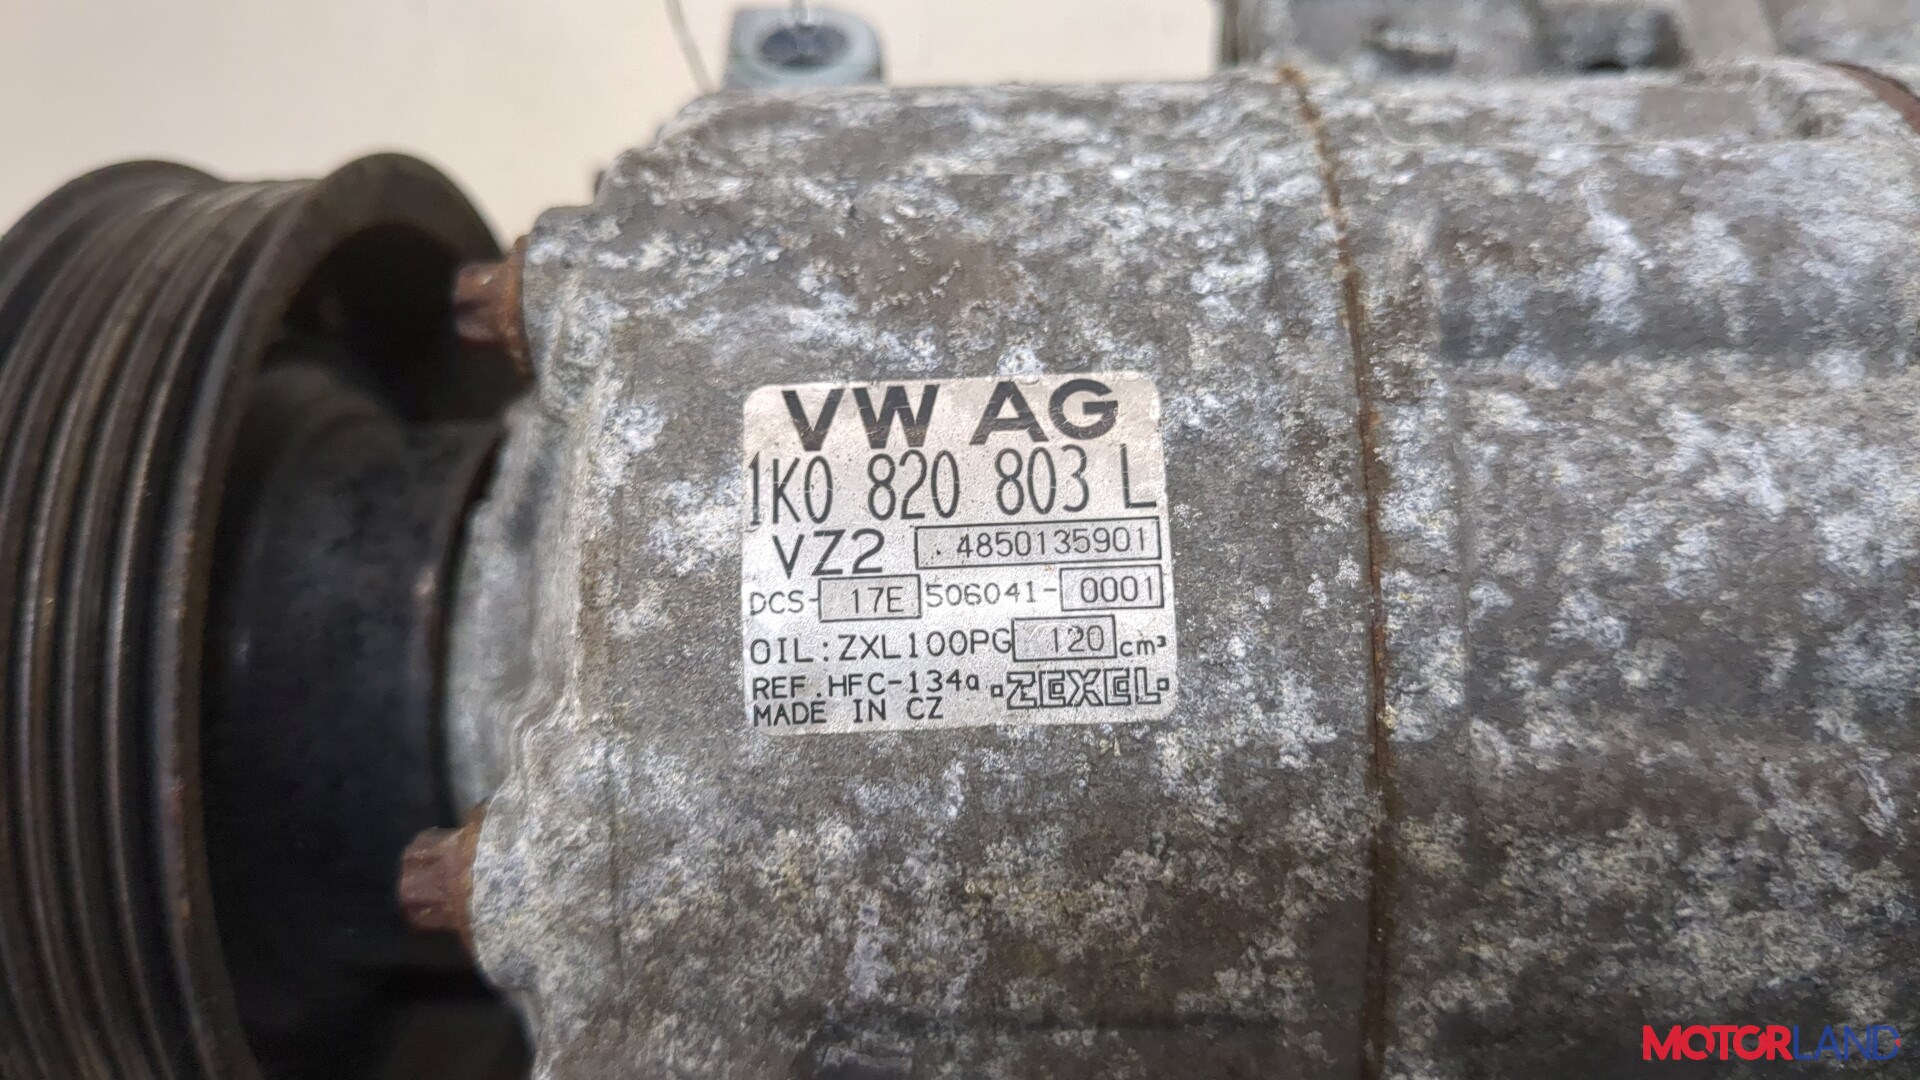 VW AG
1K0 820 803 L
VZ2 4850135901
DCS-17E 506041-0001
OIL:ZXL100PG 120 cm³
REF.HFC-134a ZEXEL
MADE IN CZ
MOTORLAND